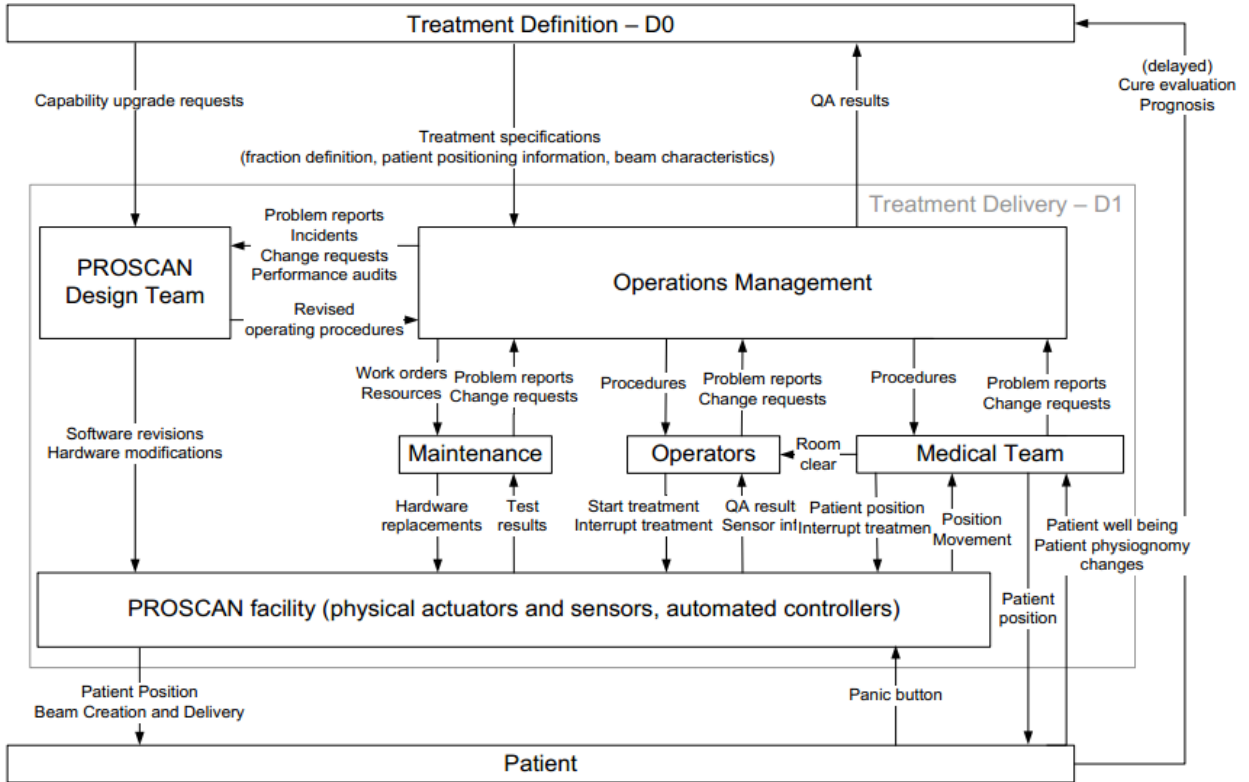 Treatment Definition – D0
(delayed)
Cure evaluation
Prognosis
Capability upgrade requests
QA results
Treatment specifications
(fraction definition, patient positioning information, beam characteristics)
Treatment Delivery – D1
Problem reports
Incidents
Change requests
Performance audits
PROSCAN
Design Team
Operations Management
Revised
operating procedures
Work orders
Resources
Problem reports
Change requests
Procedures
Problem reports
Change requests
Procedures
Problem reports
Change requests
Software revisions
Hardware modifications
Maintenance
Operators
Room
clear
Medical Team
Hardware
replacements
Test
results
Start treatment
Interrupt treatment
QA result
Sensor inf
Patient position
Interrupt treatmen
Position
Movement
Patient well being
Patient physiognomy
changes
PROSCAN facility (physical actuators and sensors, automated controllers)
Patient
position
Patient Position
Beam Creation and Delivery
Panic button
Patient